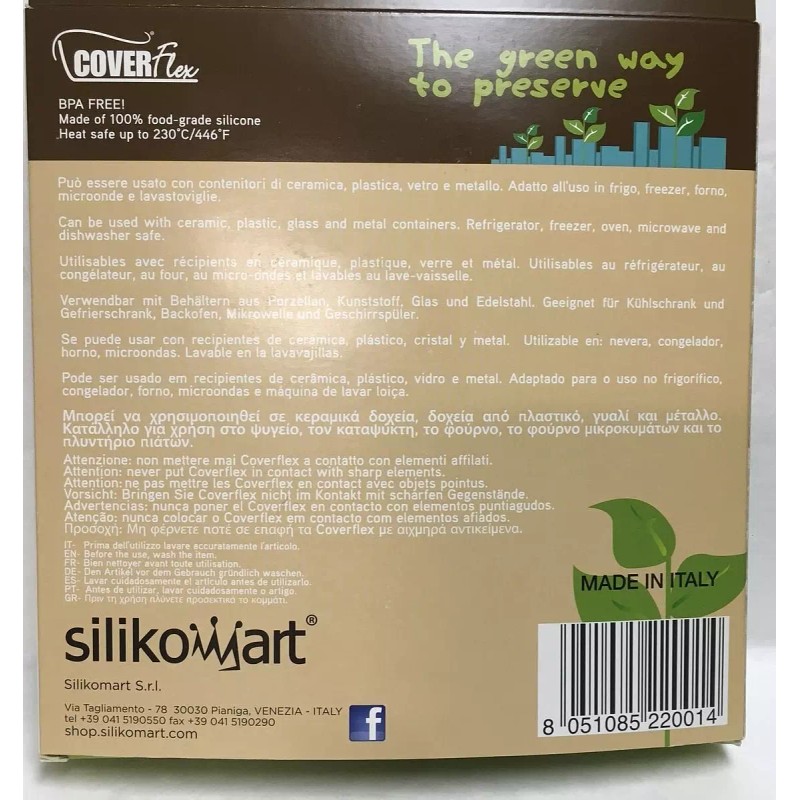 COVERFlex
The green way
to preserve
BPA FREE!
Made of 100% food-grade silicone
Heat safe up to 230°C/446°F
Può essere usato con contenitori di ceramica, plastica, vetro e metallo. Adatto all'uso in frigo, freezer, forno,
microonde e lavastoviglie.
Can be used with ceramic, plastic, glass and metal containers. Refrigerator, freezer, oven, microwave and
dishwasher safe.
Utilisables avec récipients en céramique, plastique, verre et métal. Utilisables au réfrigérateur, au
congélateur, au four, au micro-ondes et lavables au lave-vaisselle.
Verwendbar mit Behältern aus Porzellan, Kunststoff, Glas und Edelstahl. Geeignet für Kühlschrank und
Gefrierschrank, Backofen, Mikrowelle und Geschirrspüler.
Se puede usar con recipientes de cerámica, plástico, cristal y metal. Utilizable en: nevera, congelador,
horno, microondas. Lavable en la lavavajillas.
Pode ser usado em recipientes de cerâmica, plástico, vidro e metal. Adaptado para o uso no frigorífico,
congelador, forno, microondas e máquina de lavar loiça.
Μπορεί να χρησιμοποιηθεί σε κεραμικά δοχεία, δοχεία από πλαστικό, γυαλί και μέταλλο.
Κατάλληλο για χρήση στο ψυγείο, τον καταψύκτη, το φούρνο, το φούρνο μικροκυμάτων και το
πλυντήριο πιάτων.
Attenzione: non mettere mai Coverflex a contatto con elementi affilati.
Attention: never put Coverflex in contact with sharp elements.
Attention: ne pas mettre les Coverflex en contact avec objets pointus.
Vorsicht: Bringen Sie Coverflex nicht im Kontakt mit scharfen Gegenstände.
Advertencias: nunca poner el Coverflex en contacto con elementos puntiagudos.
Atenção: nunca colocar o Coverflex em contacto com elementos afiados.
Προσοχή: Μη φέρνετε ποτέ σε επαφή τα Coverflex με αιχμηρά αντικείμενα.
IT- Prima dell'utilizzo lavare accuratamente l'articolo.
EN- Before the use, wash the item.
FR- Bien nettoyer avant toute utilisation.
DE- Den Artikel vor dem Gebrauch gründlich waschen.
ES- Lavar cuidadosamente el artículo antes de utilizarlo.
PT- Antes de utilizar, lavar cuidadosamente o artigo.
GR- Πριν τη χρήση πλύνετε προσεκτικά το κομμάτι.
MADE IN ITALY
silikomart®
Silikomart S.r.l.
Via Tagliamento - 78 30030 Pianiga, VENEZIA - ITALY
tel +39 041 5190550 fax +39 041 5190290
shop.silikomart.com
f
8 051085 220014